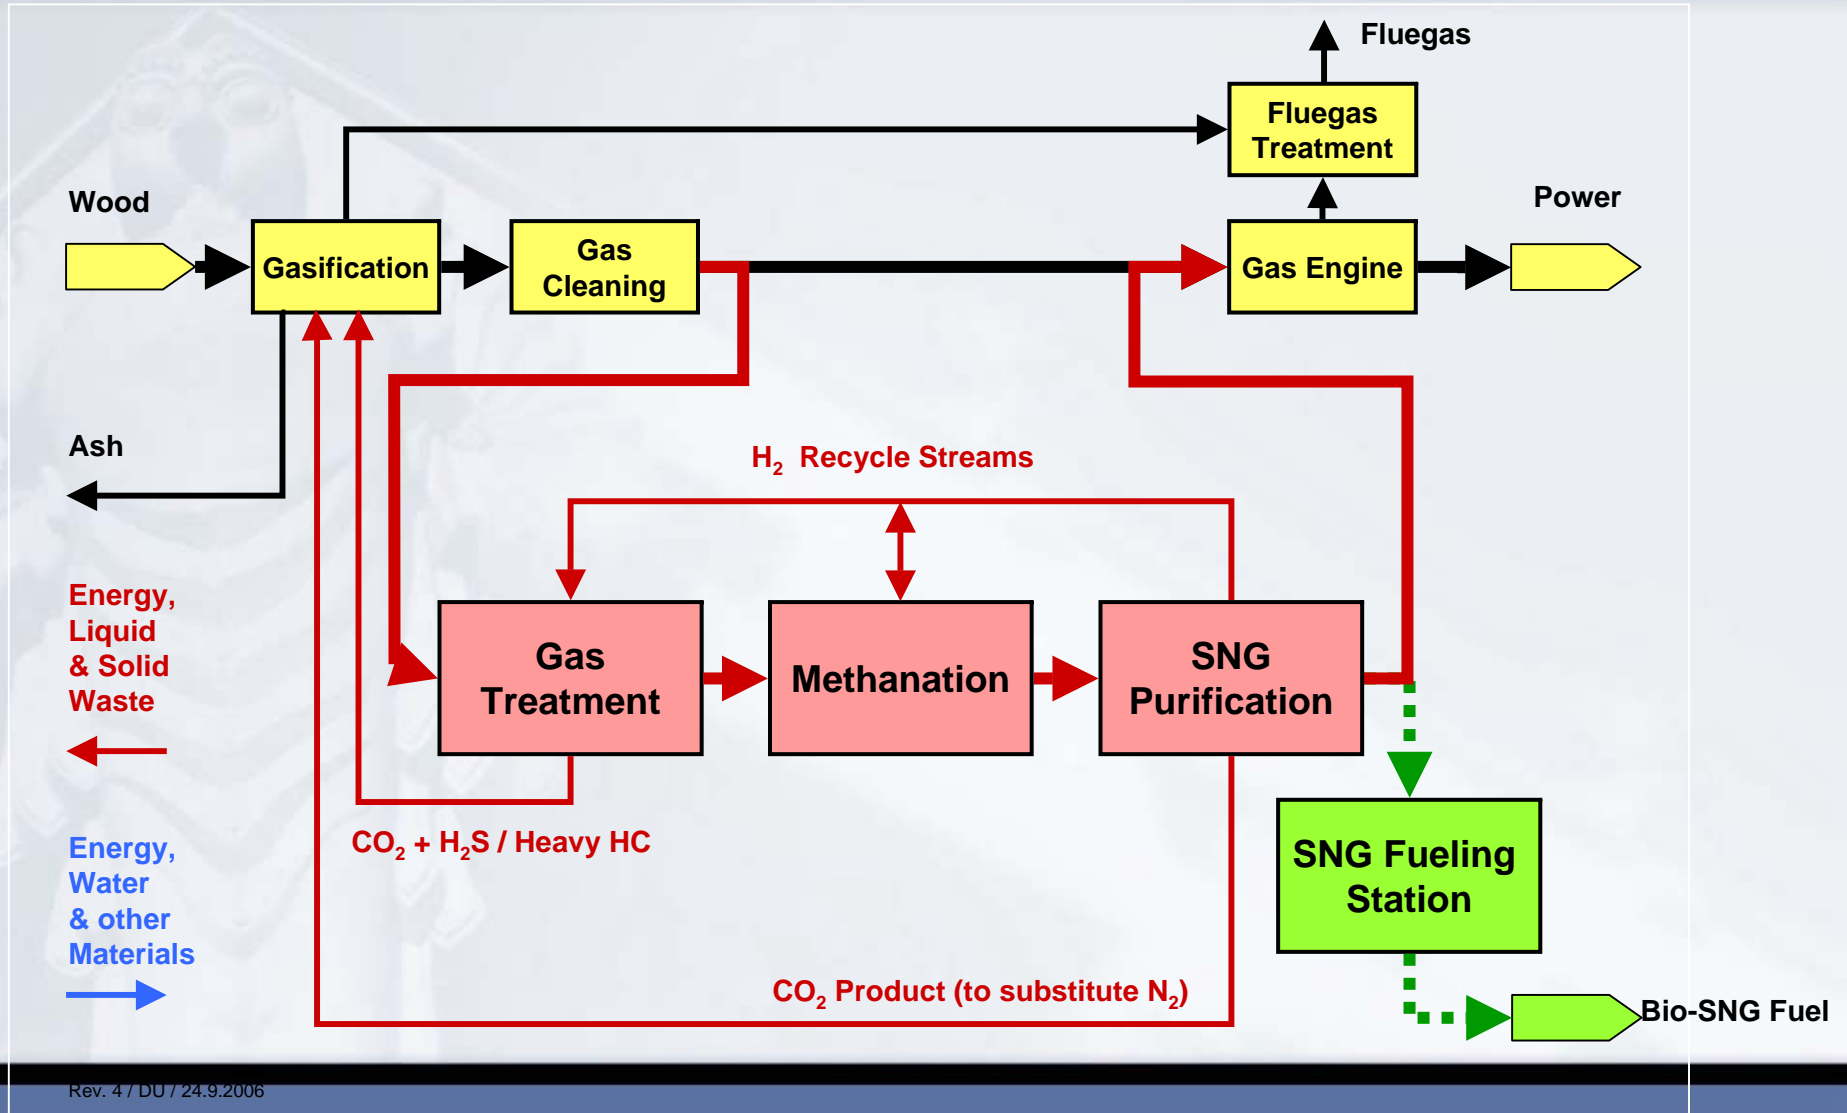 Fluegas
Fluegas
Treatment
Wood
Power
Gasification
Gas
Cleaning
Gas Engine
Ash
H₂ Recycle Streams
Energy,
Liquid
& Solid
Waste
Gas
Treatment
Methanation
SNG
Purification
CO₂ + H₂S / Heavy HC
Energy,
Water
& other
Materials
SNG Fueling
Station
CO₂ Product (to substitute N₂)
Bio-SNG Fuel
Rev. 4 / DU / 24.9.2006